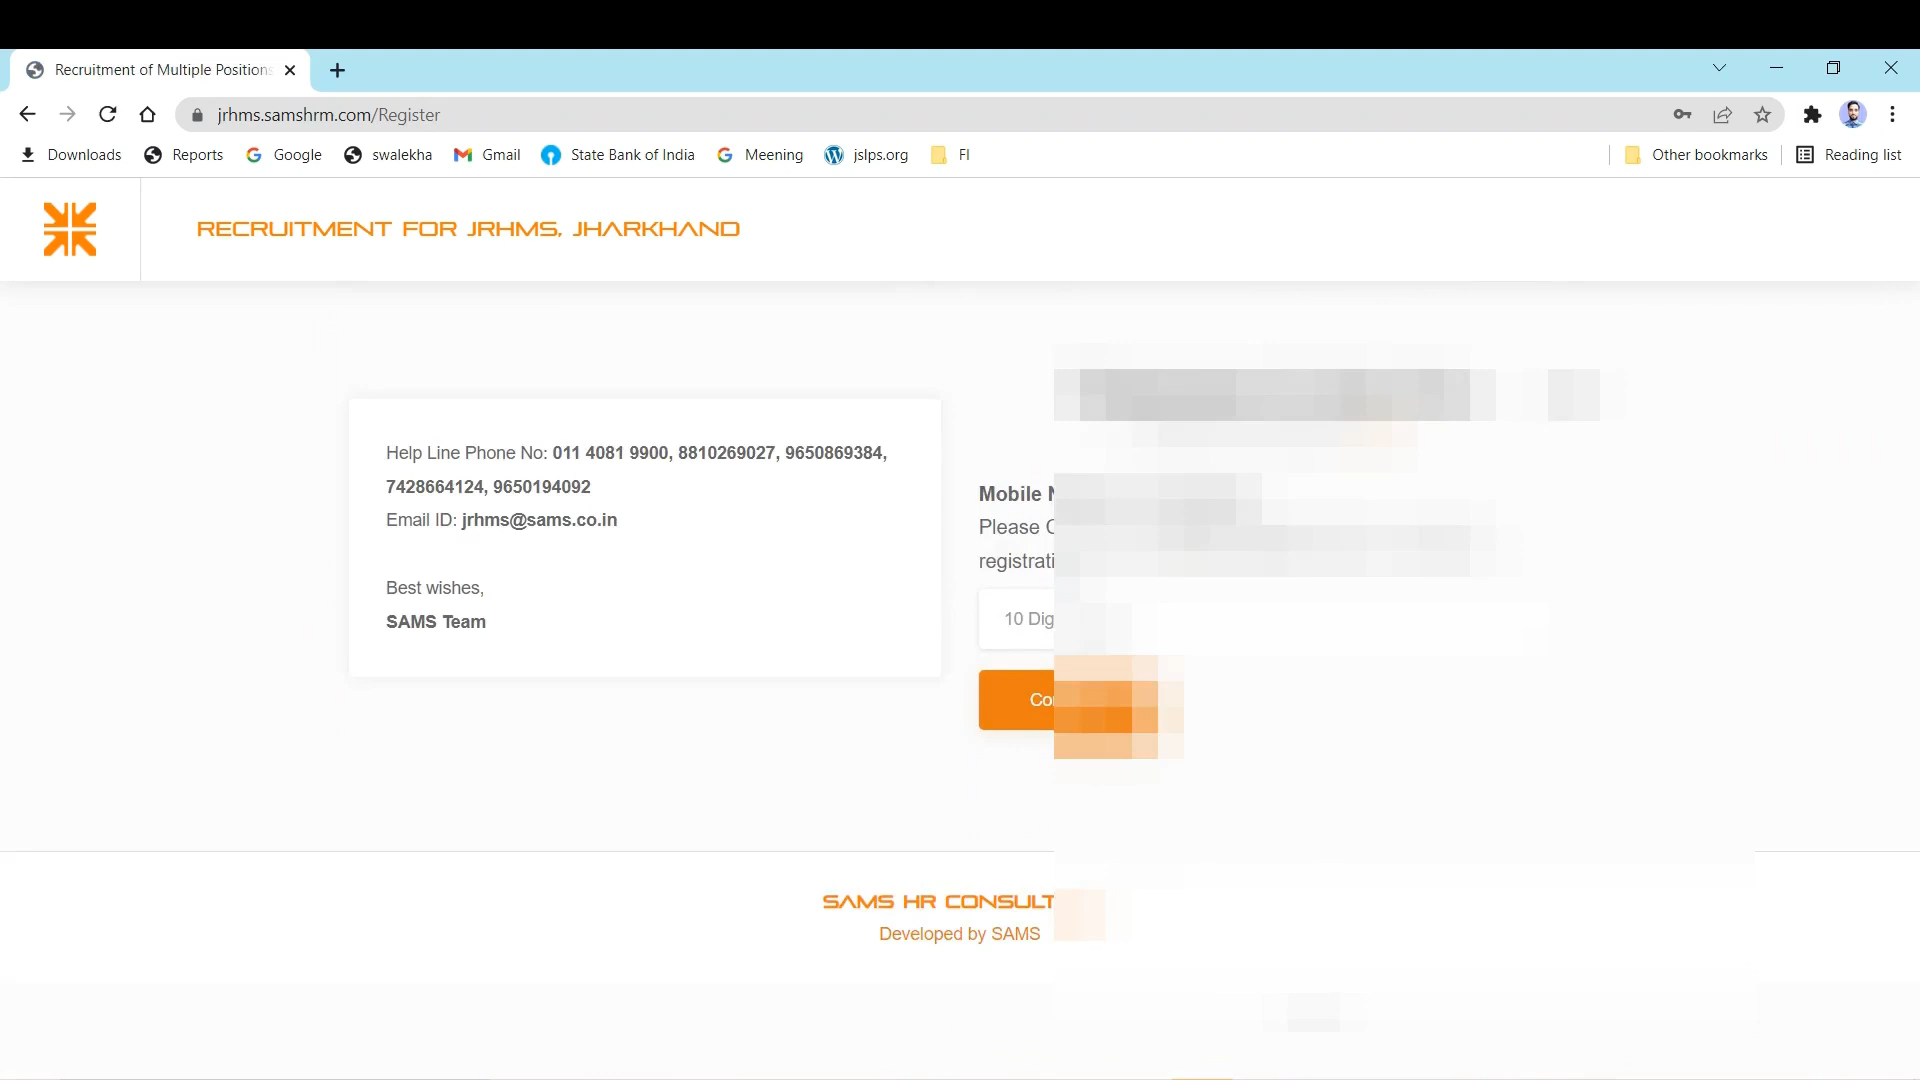 Recruitment of Multiple Positions
jrhms.samshrm.com/Register
Downloads Reports Google swalekha Gmail State Bank of India Meening jslps.org FI Other bookmarks Reading list
RECRUITMENT FOR JRHMS, JHARKHAND
Help Line Phone No: 011 4081 9900, 8810269027, 9650869384,
7428664124, 9650194092
Email ID: jrhms@sams.co.in
Best wishes,
SAMS Team
Mobile
Please
10
SAMS HR
Developed by SAMS